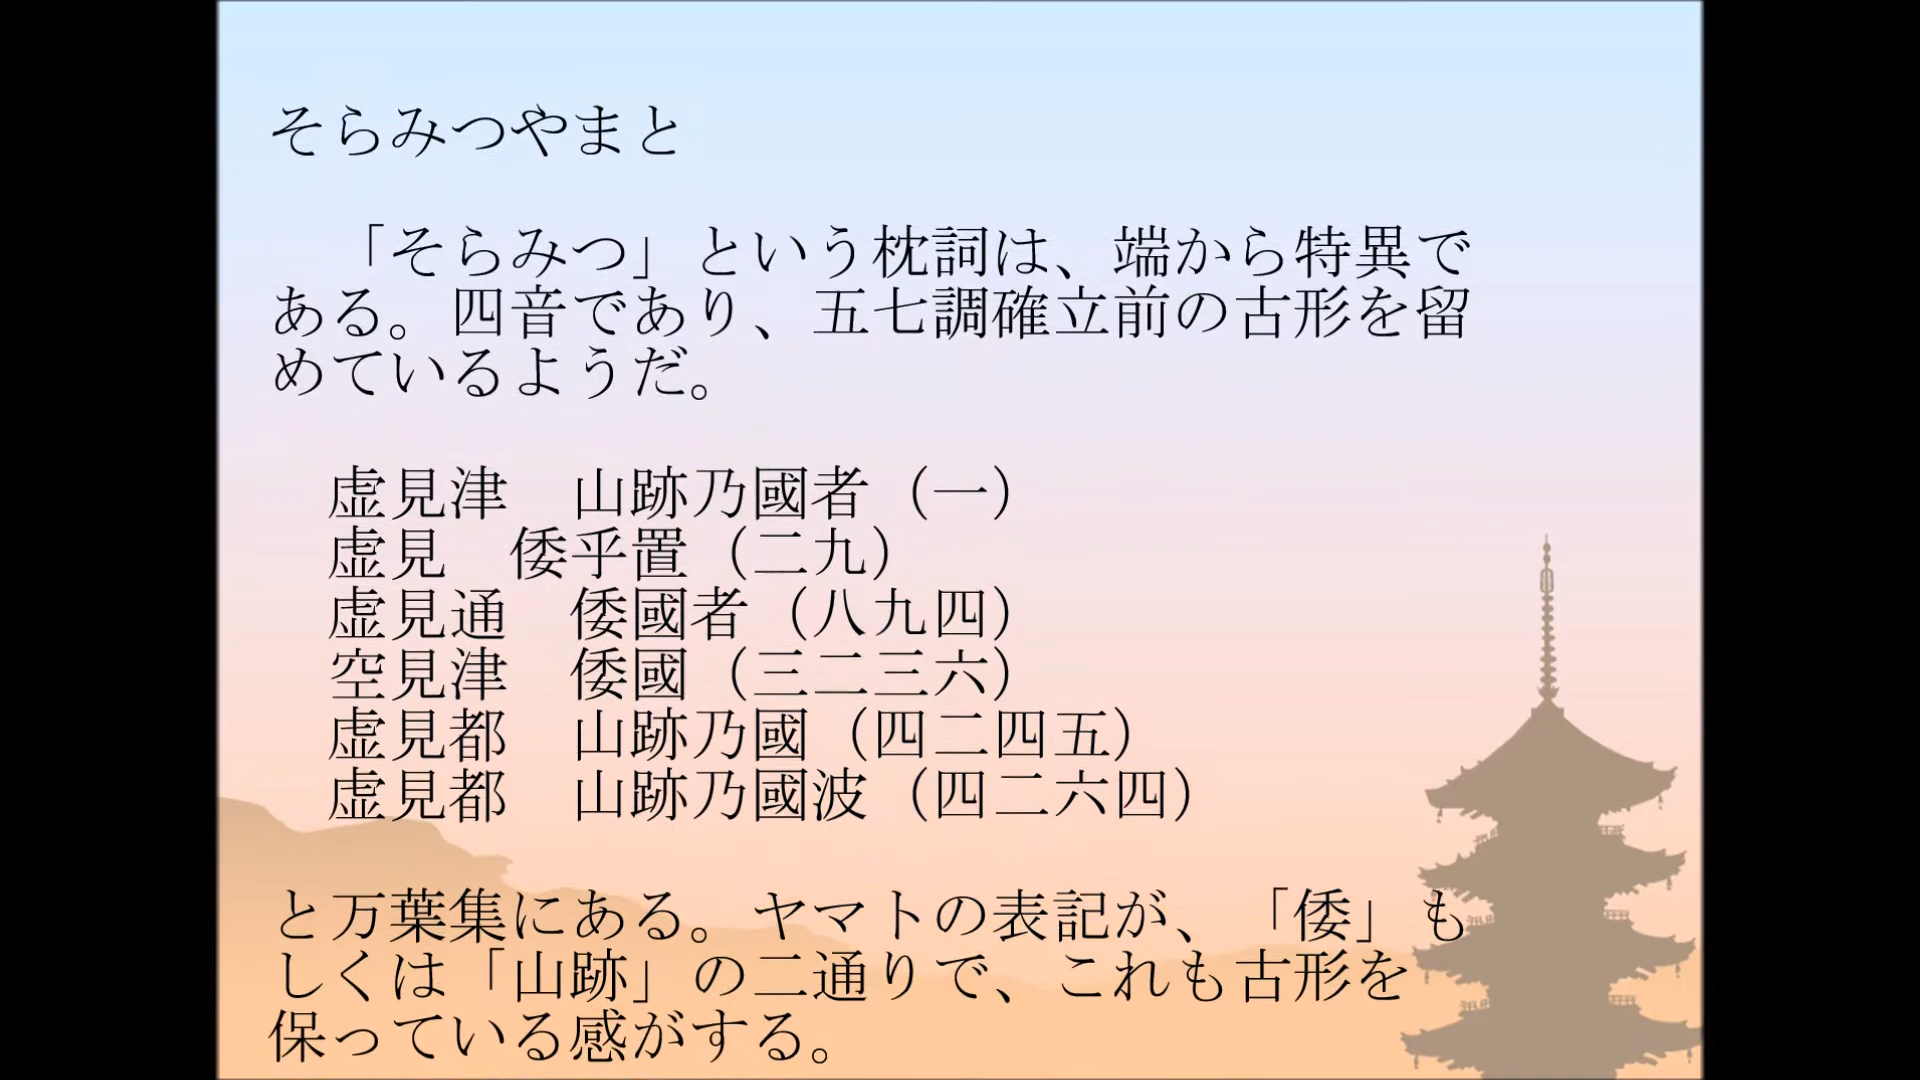 そらみつやまと
「そらみつ」という枕詞は、端から特異で
ある。四音であり、五七調確立前の古形を留
めているようだ。
虚見津　山跡乃國者（一）
虚見　倭乎置（二九）
虚見通　倭國者（八九四）
空見津　倭國（三二三六）
虚見都　山跡乃國（四二四五）
虚見都　山跡乃國波（四二六四）
と万葉集にある。ヤマトの表記が、「倭」も
しくは「山跡」の二通りで、これも古形を
保っている感がする。